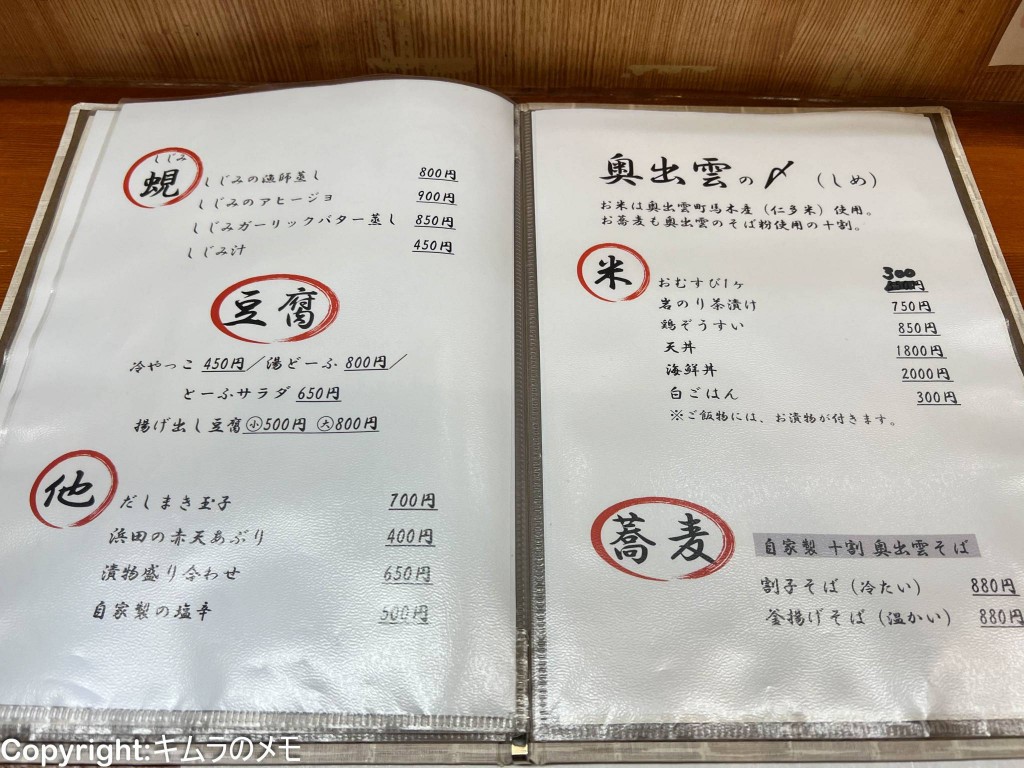 しじみ
蜆
しじみの漁師蒸し 800円
しじみのアヒージョ 900円
しじみガーリックバター蒸し 850円
しじみ汁 450円
豆腐
冷やっこ 450円／湯どーふ 800円／
とーふサラダ 650円
揚げ出し豆腐 ㊛500円 ㊛800円
他
だしまき玉子 700円
浜田の赤天あぶり 400円
漬物盛り合わせ 650円
自家製の塩辛 500円
奥出雲の〆（しめ）
お米は奥出雲町馬木産（仁多米）使用。
お蕎麦も奥出雲のそば粉使用の十割。
米
おむすび1ヶ 300円
岩のり茶漬け 750円
鶏ぞうすい 850円
天丼 1800円
海鮮丼 2000円
白ごはん 300円
※ご飯物には、お漬物が付きます。
蕎麦
自家製 十割 奥出雲そば
割子そば（冷たい） 880円
釜揚げそば（温かい） 880円
Copyright:キムラのメモ